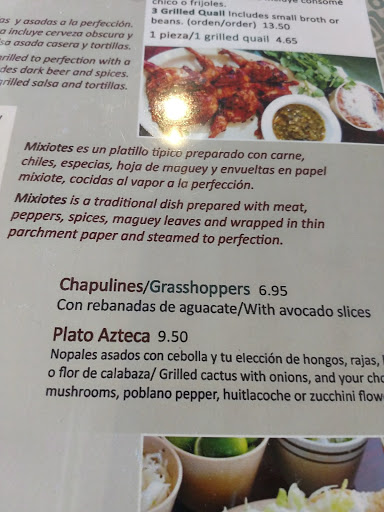 consome
chico o frijoles.
3 Grilled Quail Includes small broth or
beans. (orden/order) 13.50
1 pieza/1 grilled quail 4.65
as y asadas a la perfección.
a incluye cerveza obscura y
sa asada casera y tortillas.
grilled to perfection with a
des dark beer and spices.
grilled salsa and tortillas.
Mixiotes es un platillo típico preparado con carne,
chiles, especias, hoja de maguey y envueltas en papel
mixiote, cocidas al vapor a la perfección.
Mixiotes is a traditional dish prepared with meat,
peppers, spices, maguey leaves and wrapped in thin
parchment paper and steamed to perfection.
Chapulines/Grasshoppers 6.95
Con rebanadas de aguacate/With avocado slices
Plato Azteca 9.50
Nopales asados con cebolla y tu elección de hongos, rajas,
o flor de calabaza/ Grilled cactus with onions, and your cho
mushrooms, poblano pepper, huitlacoche or zucchini flow